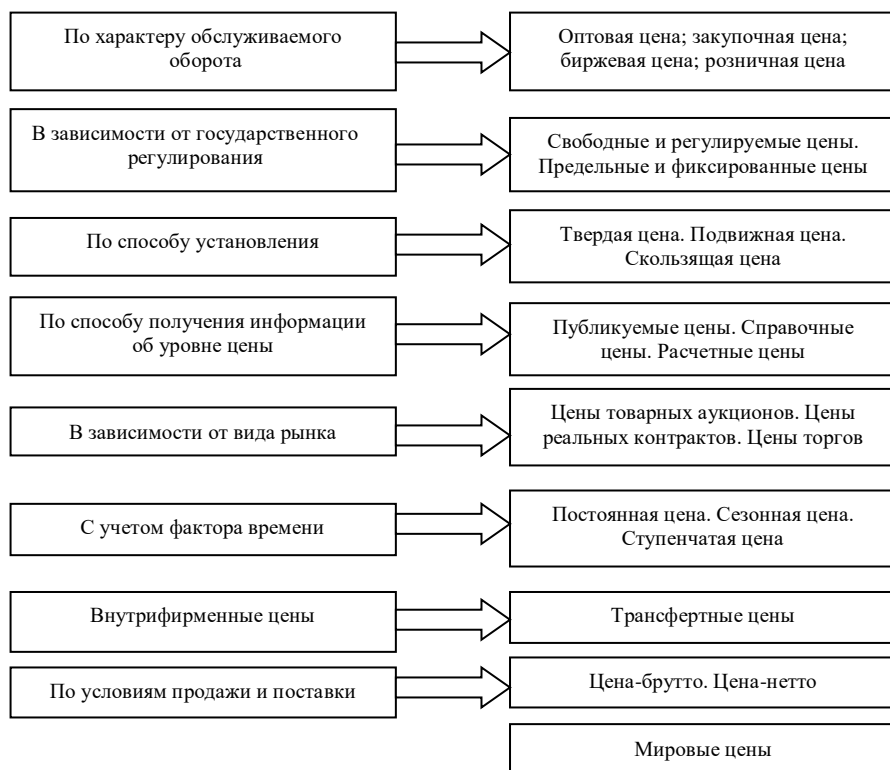 По характеру обслуживаемого
оборота
Оптовая цена; закупочная цена;
биржевая цена; розничная цена
В зависимости от государственного
регулирования
Свободные и регулируемые цены.
Предельные и фиксированные цены
По способу установления
Твердая цена. Подвижная цена.
Скользящая цена
По способу получения информации
об уровне цены
Публикуемые цены. Справочные
цены. Расчетные цены
В зависимости от вида рынка
Цены товарных аукционов. Цены
реальных контрактов. Цены торгов
С учетом фактора времени
Постоянная цена. Сезонная цена.
Ступенчатая цена
Внутрифирменные цены
Трансфертные цены
По условиям продажи и поставки
Цена-брутто. Цена-нетто
Мировые цены